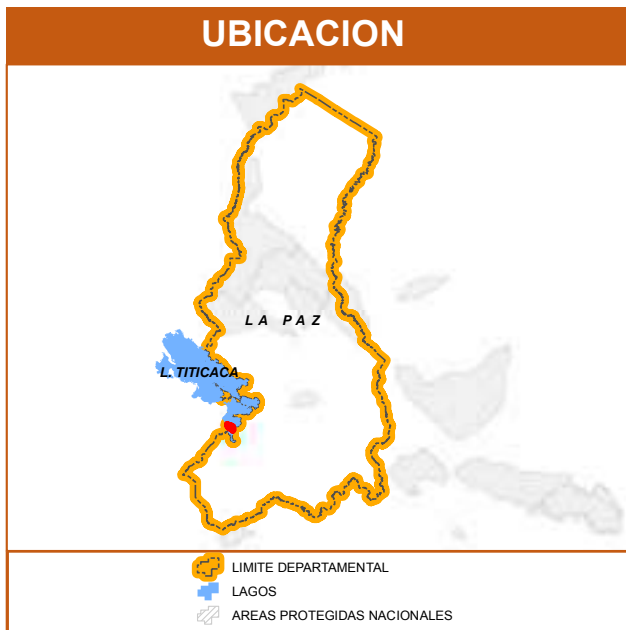 UBICACION
LA PAZ
L. TITICACA
LIMITE DEPARTAMENTAL
LAGOS
AREAS PROTEGIDAS NACIONALES